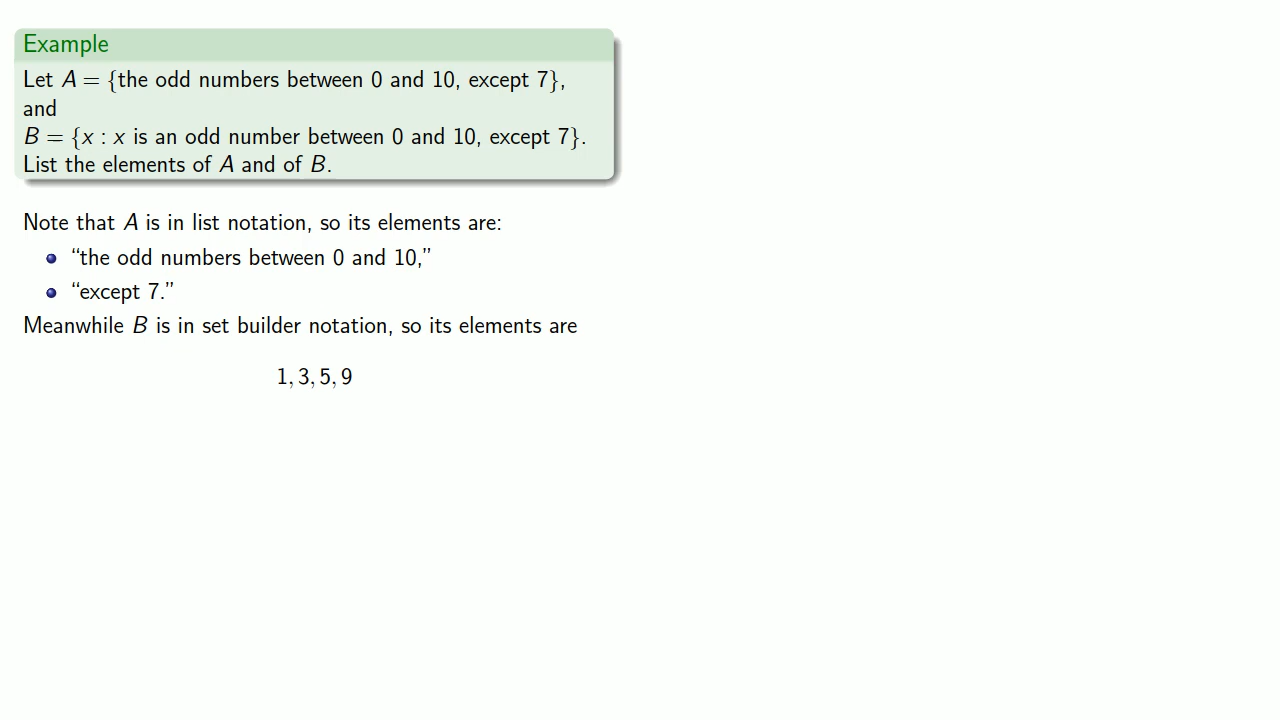 Example
Let A = {the odd numbers between 0 and 10, except 7},
and
B = {x : x is an odd number between 0 and 10, except 7}.
List the elements of A and of B.
Note that A is in list notation, so its elements are:
“the odd numbers between 0 and 10,”
“except 7.”
Meanwhile B is in set builder notation, so its elements are
1, 3, 5, 9